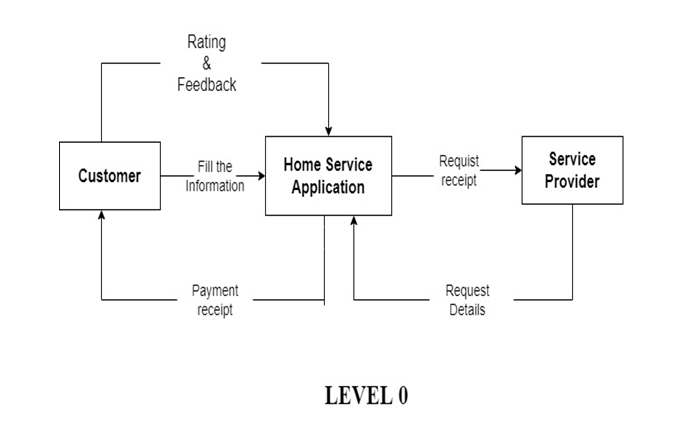 Rating
&
Feedback
Customer
Fill the
Information
Home Service
Application
Requist
receipt
Service
Provider
Payment
receipt
Request
Details
LEVEL 0